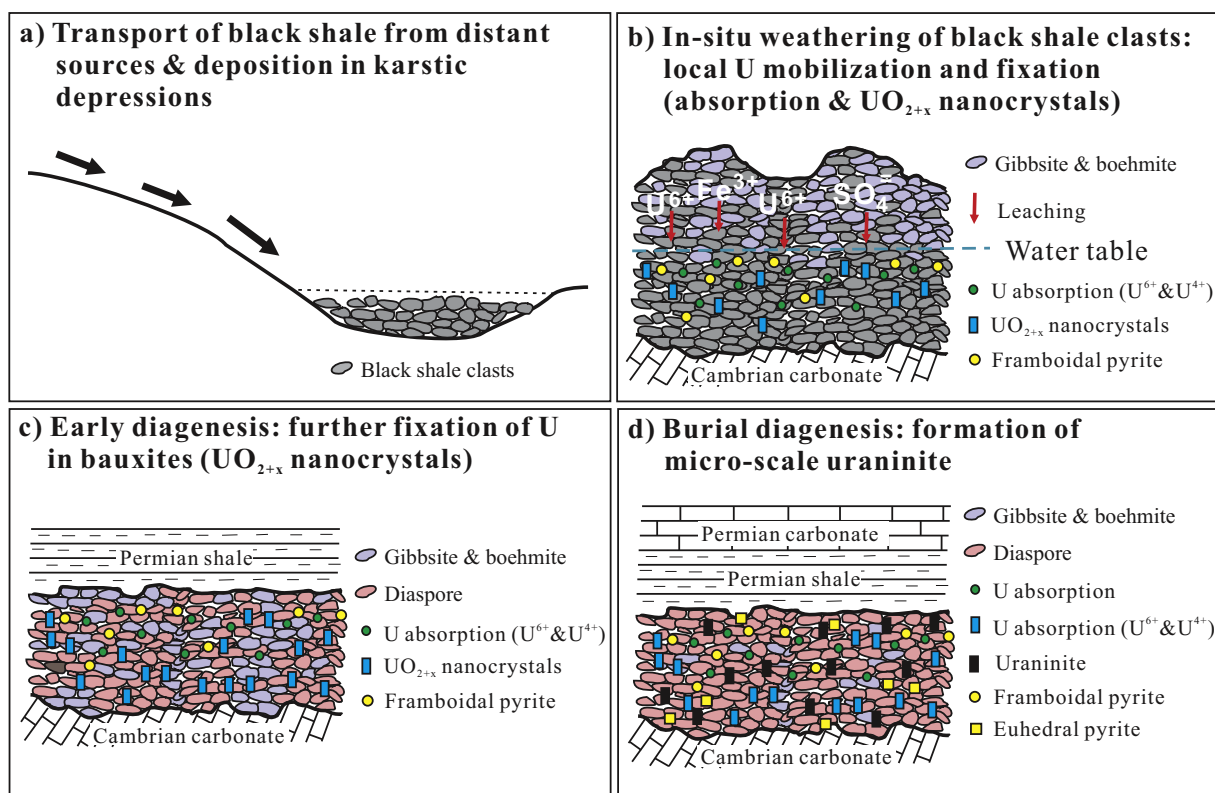 a) Transport of black shale from distant
sources & deposition in karstic
depressions
Black shale clasts
b) In-situ weathering of black shale clasts:
local U mobilization and fixation
(absorption & UO₂₊ₓ nanocrystals)
U⁶⁺ Fe³⁺ U⁶⁺ SO₄⁼
Gibbsite & boehmite
Leaching
Water table
U absorption (U⁶⁺&U⁴⁺)
UO₂₊ₓ nanocrystals
Framboidal pyrite
Cambrian carbonate
c) Early diagenesis: further fixation of U
in bauxites (UO₂₊ₓ nanocrystals)
Permian shale
Gibbsite & boehmite
Diaspore
U absorption (U⁶⁺&U⁴⁺)
UO₂₊ₓ nanocrystals
Framboidal pyrite
Cambrian carbonate
d) Burial diagenesis: formation of
micro-scale uraninite
Permian carbonate
Permian shale
Gibbsite & boehmite
Diaspore
U absorption
U absorption (U⁶⁺&U⁴⁺)
Uraninite
Framboidal pyrite
Euhedral pyrite
Cambrian carbonate